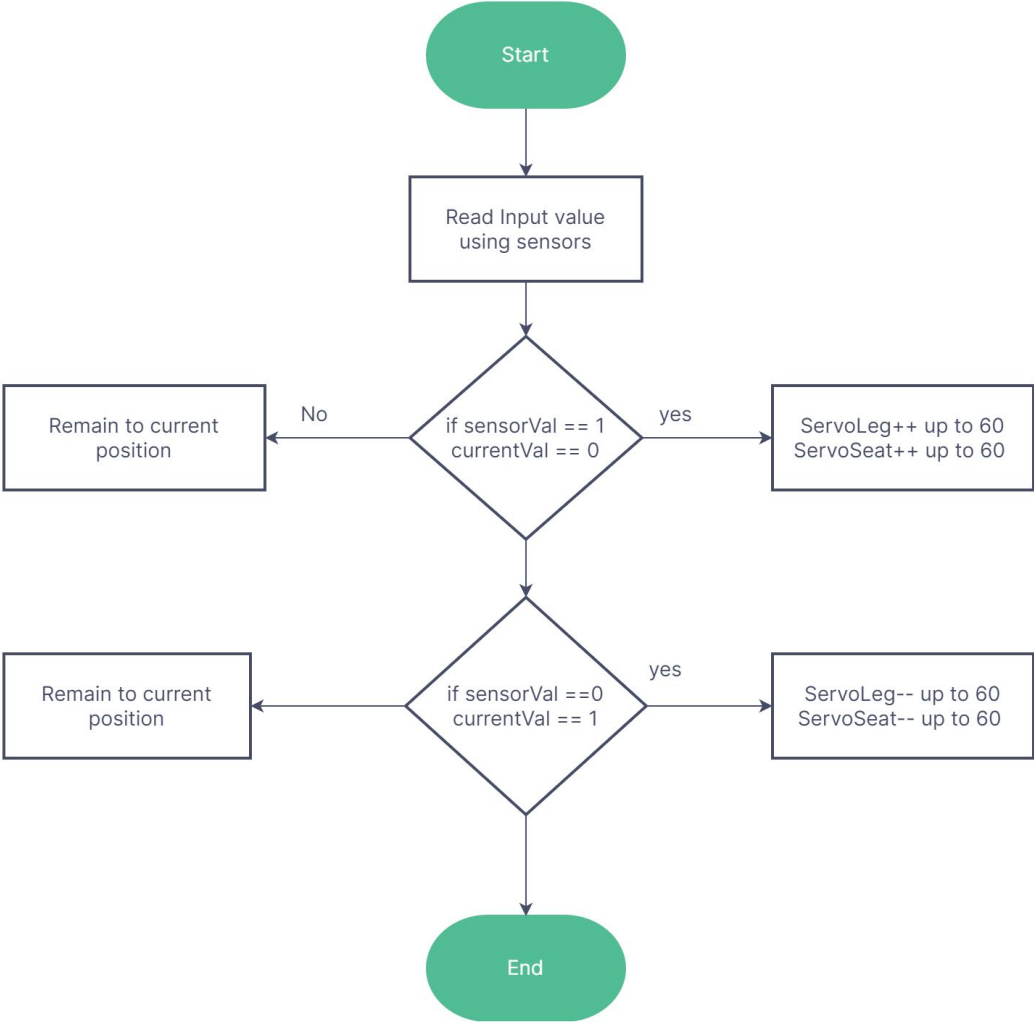 Start
Read Input value
using sensors
No
yes
Remain to current
position
if sensorVal == 1
currentVal == 0
ServoLeg++ up to 60
ServoSeat++ up to 60
yes
Remain to current
position
if sensorVal ==0
currentVal == 1
ServoLeg-- up to 60
ServoSeat-- up to 60
End